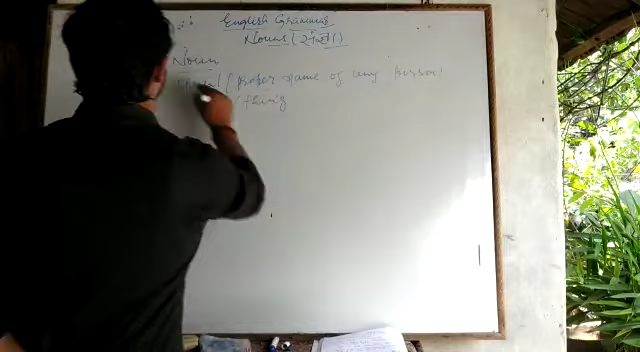 English Grammar
Nouns (संज्ञा)
Noun
proper name of any person
thing